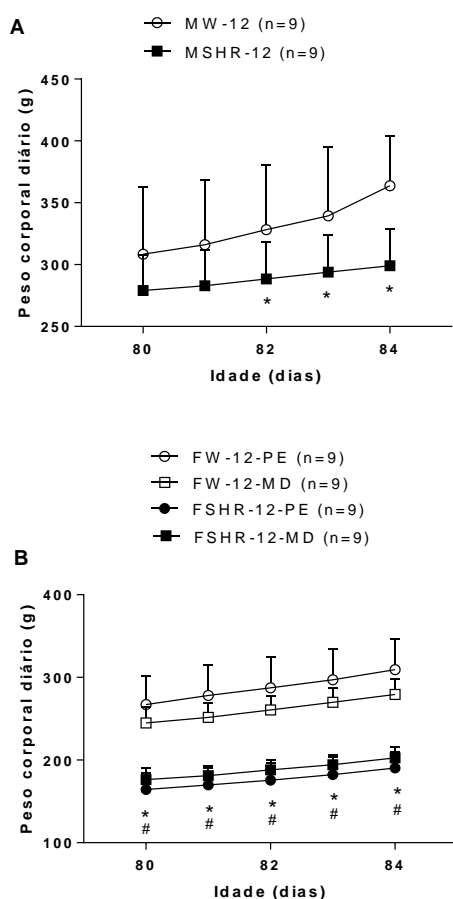 A
MW-12 (n=9)
MSHR-12 (n=9)
450
400
350
300
250
Peso corporal diário (g)
80
82
84
*
*
*
Idade (dias)
FW-12-PE (n=9)
FW-12-MD (n=9)
FSHR-12-PE (n=9)
FSHR-12-MD (n=9)
B
400
300
200
100
Peso corporal diário (g)
* * * * *
# # # # #
80 82 84
Idade (dias)